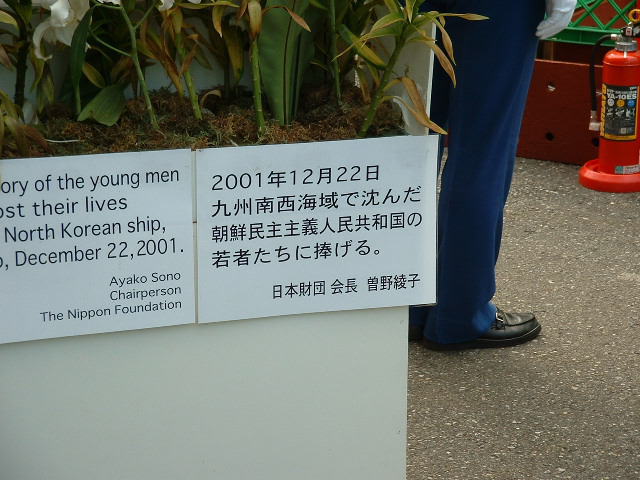 ory of the young men
ost their lives
North Korean ship,
o, December 22,2001.
Ayako Sono
Chairperson
The Nippon Foundation
2001年12月22日
九州南西海域で沈んだ
朝鮮民主主義人民共和国の
若者たちに捧げる。
日本財団 会長 曽野綾子
YA-10ES